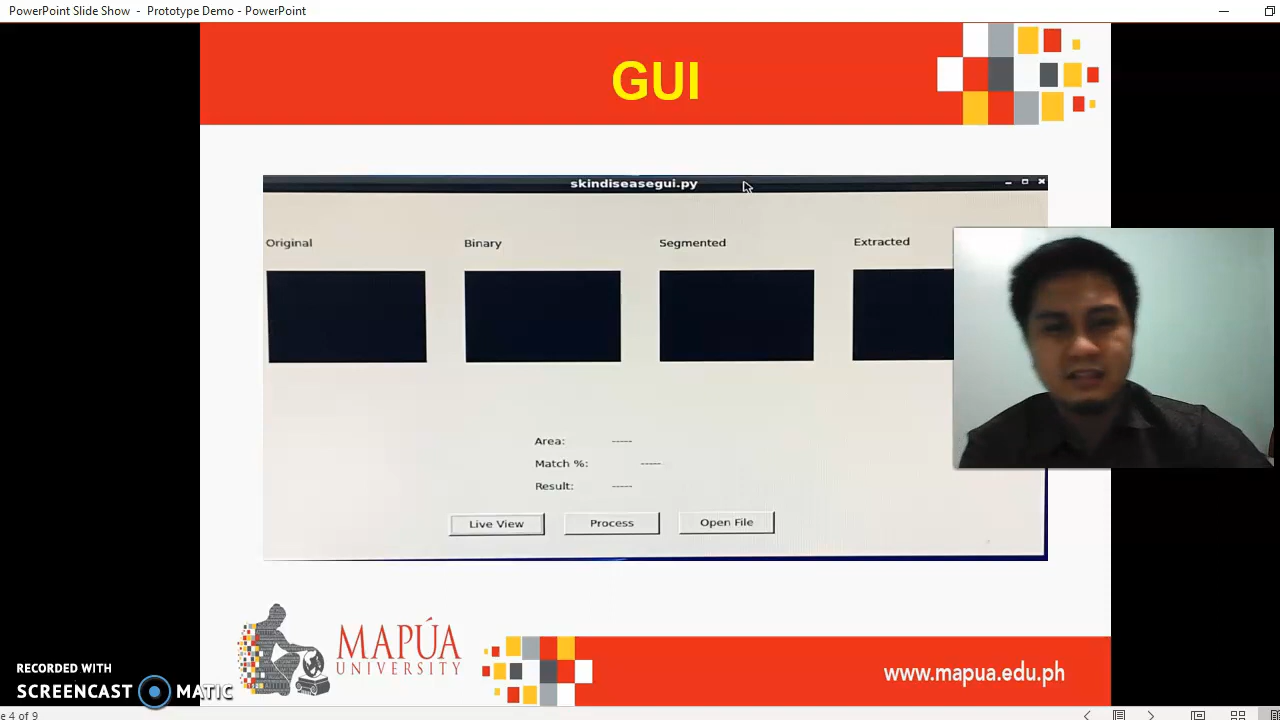 PowerPoint Slide Show - Prototype Demo - PowerPoint
GUI
skindiseasegui.py
Original
Binary
Segmented
Extracted
Area: -----
Match %: -----
Result: -----
Live View
Process
Open File
MAPÚA
UNIVERSITY
www.mapua.edu.ph
RECORDED WITH
SCREENCAST MATIC
e 4 of 9